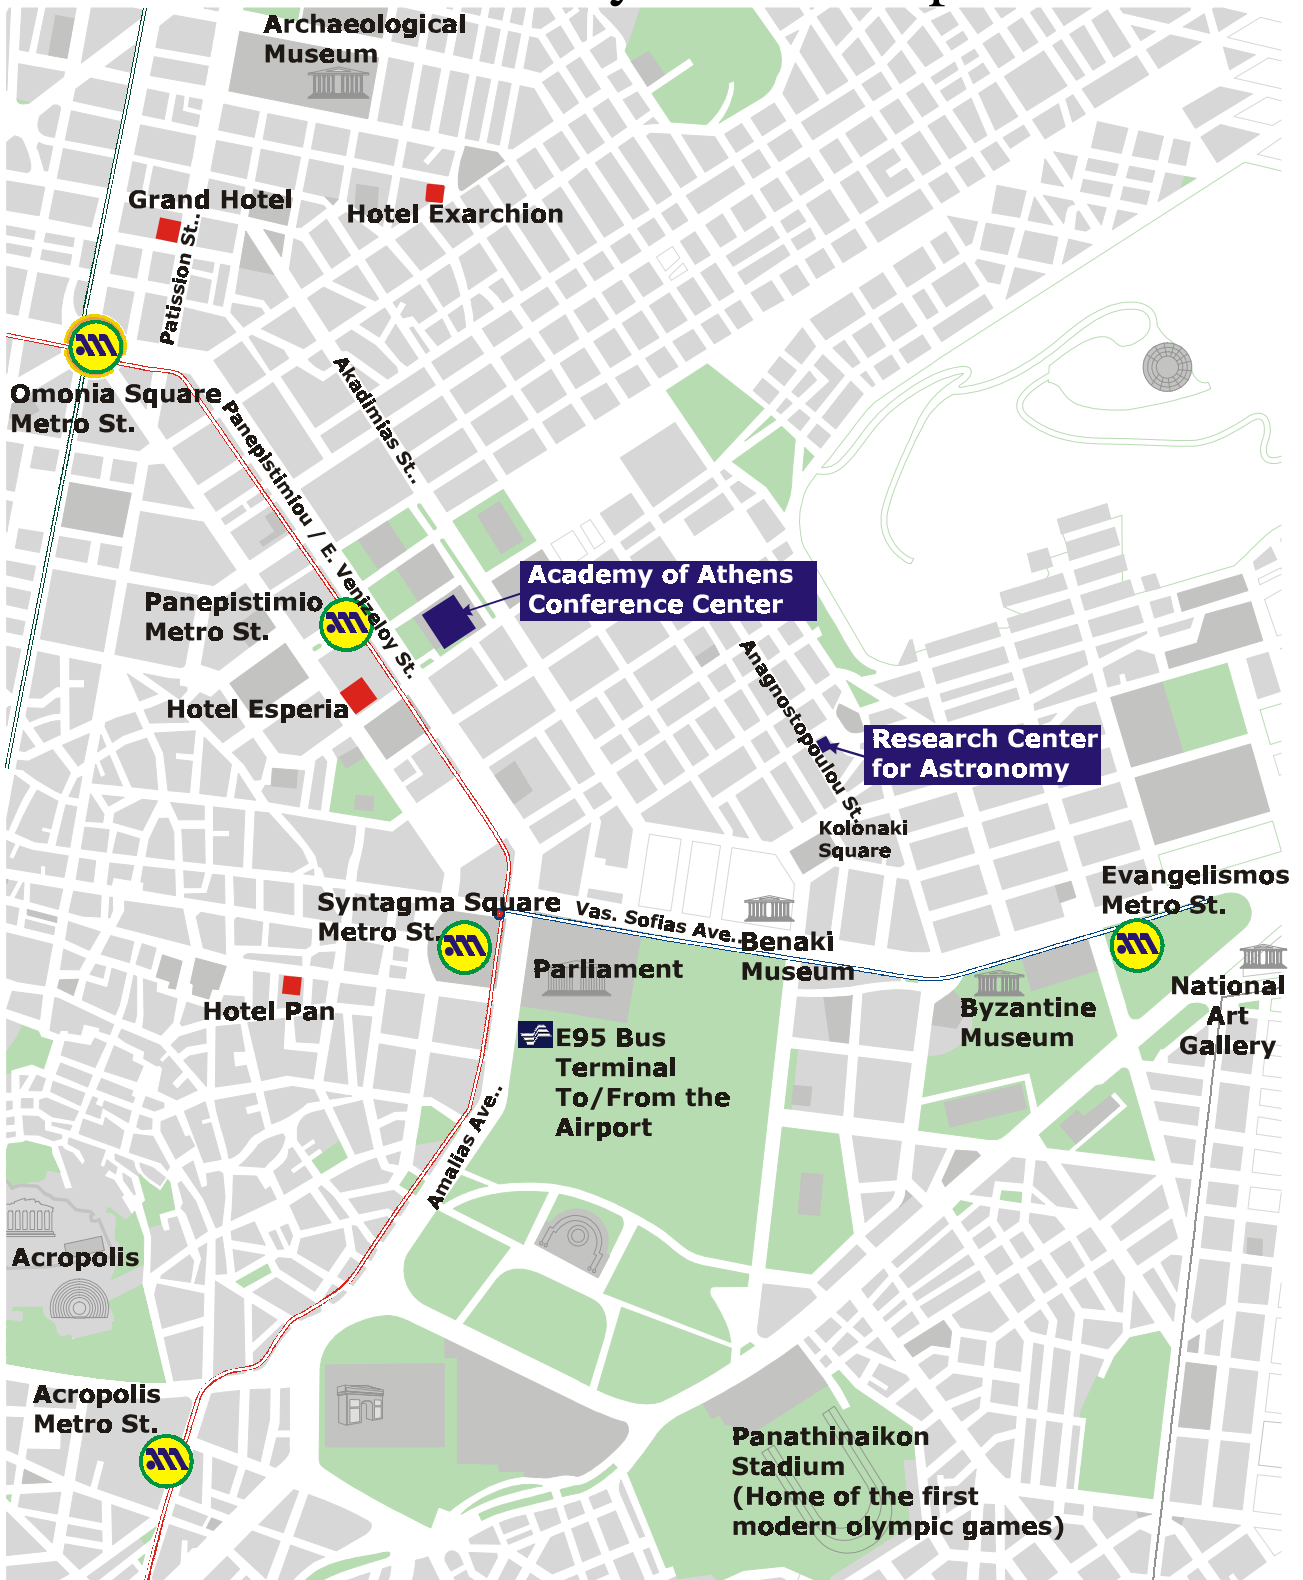 Archaeological
Museum
Grand Hotel
Hotel Exarchion
Patission St..
Omonia Square
Metro St.
Akadimias St..
Panepistimiou / E. Venizeloy St.
Academy of Athens
Conference Center
Panepistimio
Metro St.
Anagnostopoulou St.
Hotel Esperia
Research Center
for Astronomy
Kolonaki
Square
Evangelismos
Metro St.
Syntagma Square
Metro St.
Vas. Sofias Ave..
Benaki
Museum
Parliament
National
Art
Gallery
Byzantine
Museum
Hotel Pan
E95 Bus
Terminal
To/From the
Airport
Amalias Ave..
Acropolis
Acropolis
Metro St.
Panathinaikon
Stadium
(Home of the first
modern olympic games)